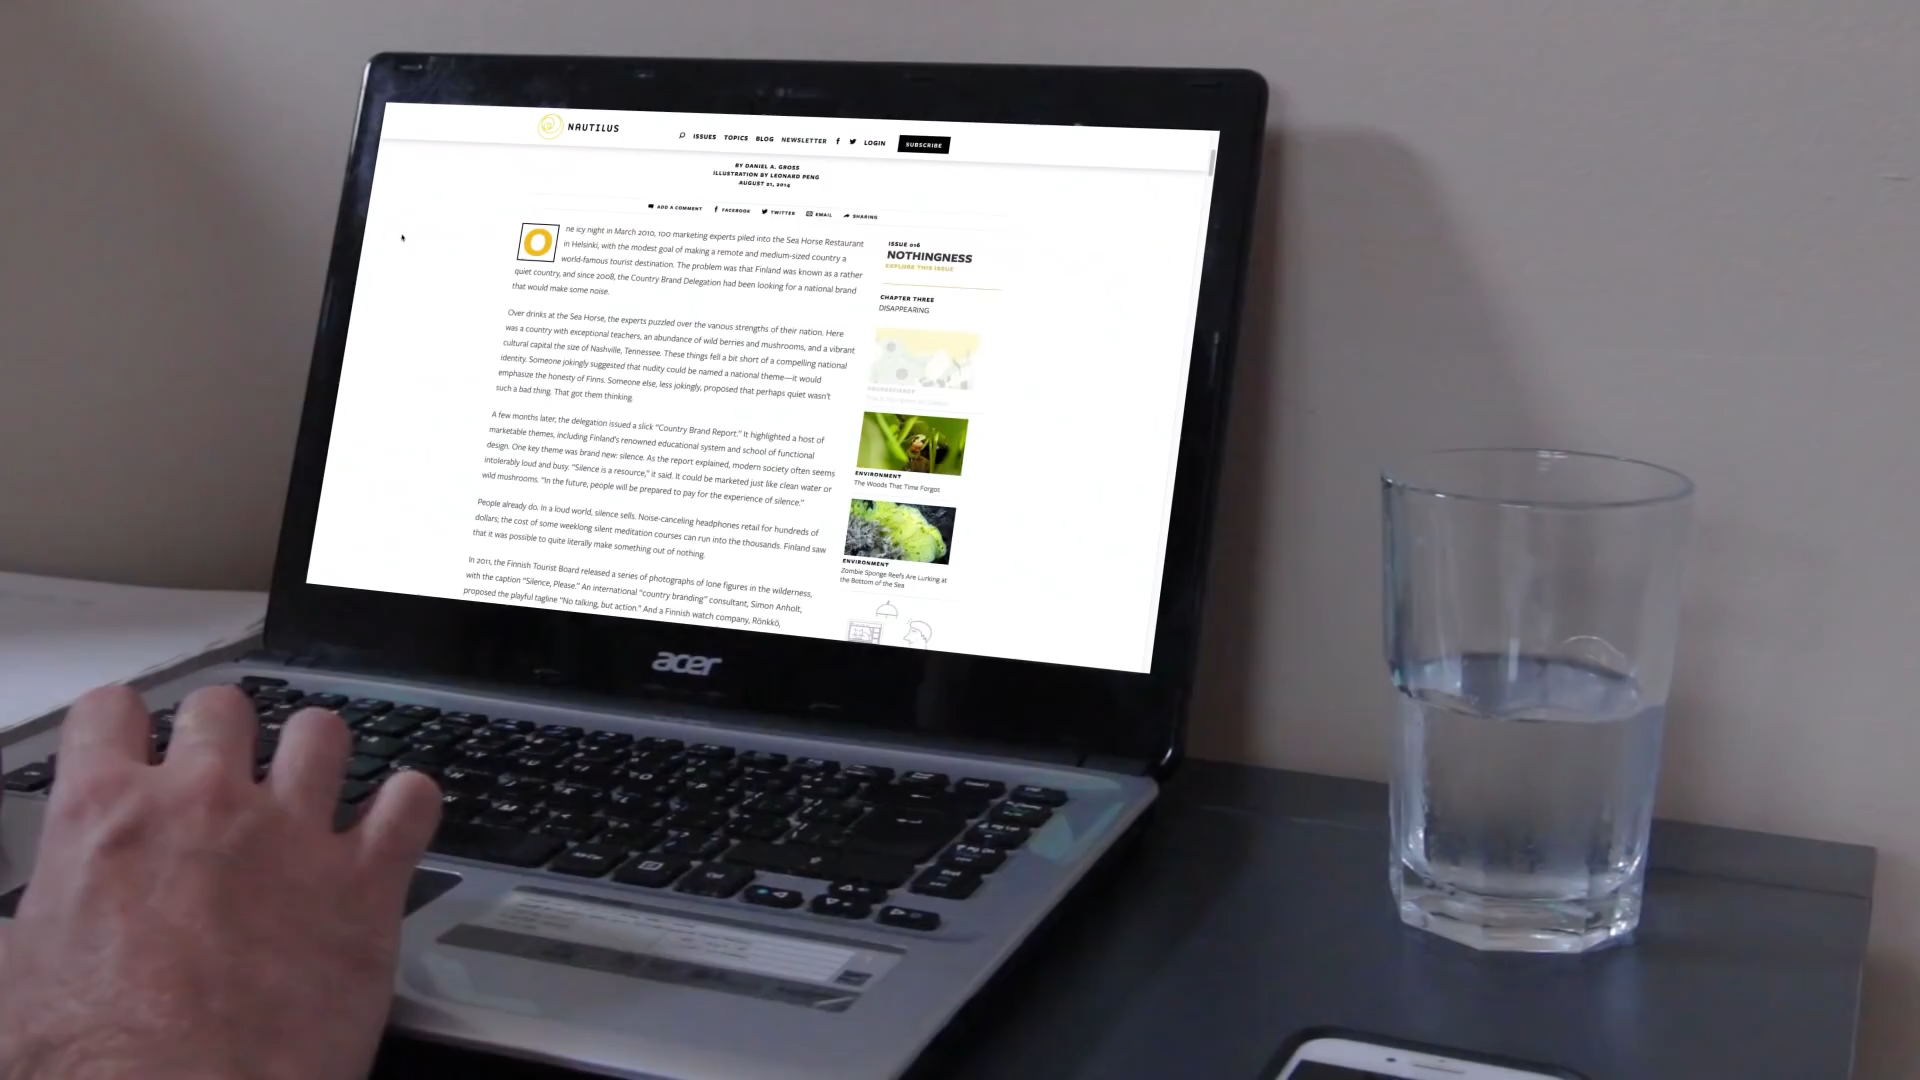 NAUTILUS
ISSUES TOPICS BLOG NEWSLETTER LOGIN SUBSCRIBE
BY DANIEL A. GROSS
ILLUSTRATION BY LEONARD PENG
AUGUST 21, 2014
ADD A COMMENT FACEBOOK TWITTER EMAIL SHARING
One icy night in March 2010, 100 marketing experts piled into the Sea Horse Restaurant
in Helsinki, with the modest goal of making a remote and medium-sized country a
world-famous tourist destination. The problem was that Finland was known as a rather
quiet country, and since 2008, the Country Brand Delegation had been looking for a national brand
that would make some noise.
Over drinks at the Sea Horse, the experts puzzled over the various strengths of their nation. Here
was a country with exceptional teachers, an abundance of wild berries and mushrooms, and a vibrant
cultural capital the size of Nashville, Tennessee. These things fell a bit short of a compelling national
identity. Someone jokingly suggested that nudity could be named a national theme—it would
emphasize the honesty of Finns. Someone else, less jokingly, proposed that perhaps quiet wasn't
such a bad thing. That got them thinking.
A few months later, the delegation issued a slick "Country Brand Report." It highlighted a host of
marketable themes, including Finland's renowned educational system and school of functional
design. One key theme was brand new: silence. As the report explained, modern society often seems
intolerably loud and busy. "Silence is a resource," it said. It could be marketed just like clean water or
wild mushrooms. "In the future, people will be prepared to pay for the experience of silence."
People already do. In a loud world, silence sells. Noise-canceling headphones retail for hundreds of
dollars; the cost of some weeklong silent meditation courses can run into the thousands. Finland saw
that it was possible to quite literally make something out of nothing.
In 2011, the Finnish Tourist Board released a series of photographs of lone figures in the wilderness,
with the caption "Silence, Please." An international "country branding" consultant, Simon Anholt,
proposed the playful tagline "No talking, but action." And a Finnish watch company, Rönkkö,
ISSUE 016
NOTHINGNESS
EXPLORE THIS ISSUE
CHAPTER THREE
DISAPPEARING
ENVIRONMENT
The Woods That Time Forgot
ENVIRONMENT
Zombie Sponge Reefs Are Lurking at
the Bottom of the Sea
acer